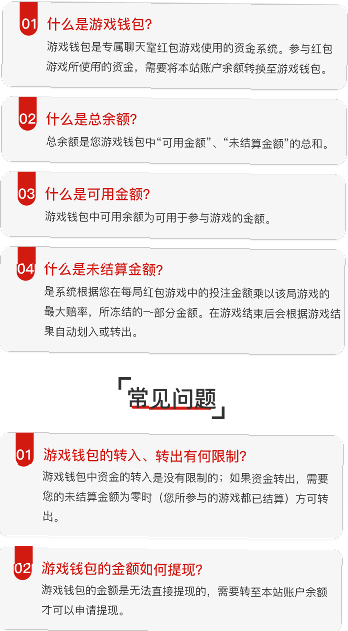 01 什么是游戏钱包?
游戏钱包是专属聊天室红包游戏使用的资金系统。参与红包
游戏所使用的资金，需要将本站账户余额转换至游戏钱包。
02 什么是总余额?
总余额是您游戏钱包中“可用金额”、“未结算金额”的总和。
03 什么是可用金额?
游戏钱包中可用余额为可用于参与游戏的金额。
04 什么是未结算金额?
是系统根据您在每局红包游戏中的投注金额乘以该局游戏的
最大赔率，所冻结的一部分金额。在游戏结束后会根据游戏结
果自动划入或转出。
常见问题
01 游戏钱包的转入、转出有何限制?
游戏钱包中资金的转入是没有限制的；如果资金转出，需要
您的未结算金额为零时（您所参与的游戏都已结算）方可转
出。
02 游戏钱包的金额如何提现?
游戏钱包的金额是无法直接提现的，需要转至本站账户余额
才可以申请提现。